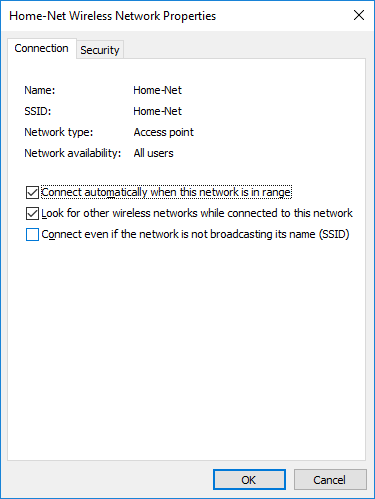 Home-Net Wireless Network Properties
Connection Security
Name: Home-Net
SSID: Home-Net
Network type: Access point
Network availability: All users
Connect automatically when this network is in range
Look for other wireless networks while connected to this network
Connect even if the network is not broadcasting its name (SSID)
OK Cancel